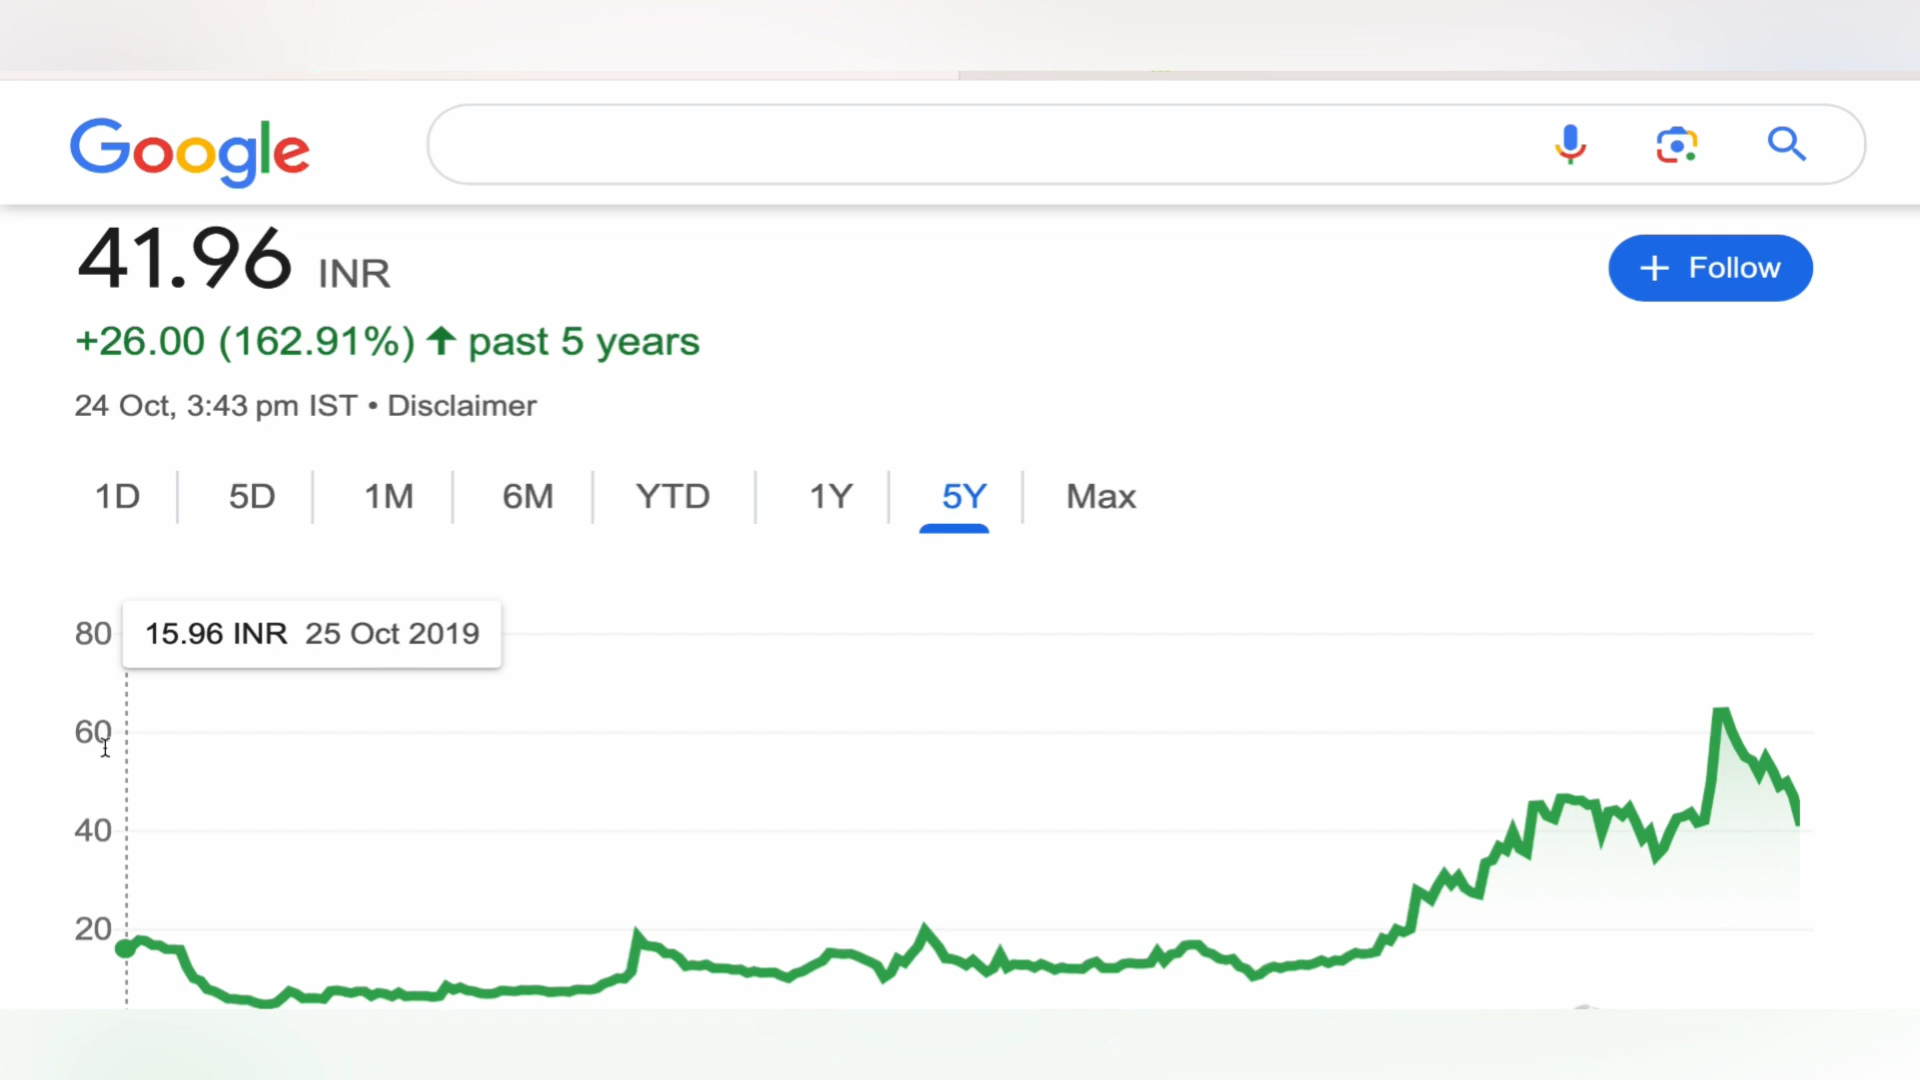 Google
41.96 INR
+ Follow
+26.00 (162.91%) ↑ past 5 years
24 Oct, 3:43 pm IST • Disclaimer
1D 5D 1M 6M YTD 1Y 5Y Max
80
15.96 INR 25 Oct 2019
60
40
20